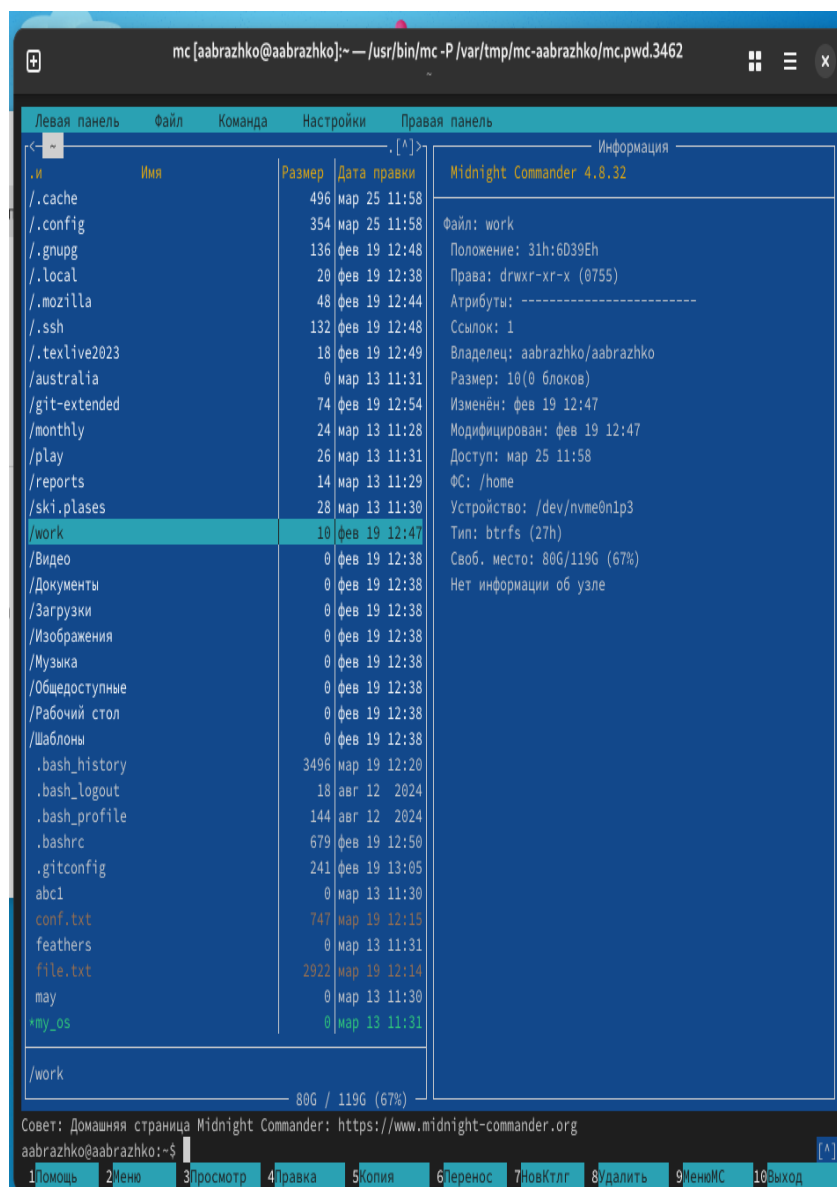 mc [aabrazhko@aabrazhko]:~ — /usr/bin/mc -P /var/tmp/mc-aabrazhko/mc.pwd.3462
~
Левая панель Файл Команда Настройки Правая панель
<─ ~ ─.[^]>
.и Имя Размер Дата правки
/.cache 496 мар 25 11:58
/.config 354 мар 25 11:58
/.gnupg 136 фев 19 12:48
/.local 20 фев 19 12:38
/.mozilla 48 фев 19 12:44
/.ssh 132 фев 19 12:48
/.texlive2023 18 фев 19 12:49
/australia 0 мар 13 11:31
/git-extended 74 фев 19 12:54
/monthly 24 мар 13 11:28
/play 26 мар 13 11:31
/reports 14 мар 13 11:29
/ski.plases 28 мар 13 11:30
/work 10 фев 19 12:47
/Видео 0 фев 19 12:38
/Документы 0 фев 19 12:38
/Загрузки 0 фев 19 12:38
/Изображения 0 фев 19 12:38
/Музыка 0 фев 19 12:38
/Общедоступные 0 фев 19 12:38
/Рабочий стол 0 фев 19 12:38
/Шаблоны 0 фев 19 12:38
.bash_history 3496 мар 19 12:20
.bash_logout 18 авг 12 2024
.bash_profile 144 авг 12 2024
.bashrc 679 фев 19 12:50
.gitconfig 241 фев 19 13:05
abc1 0 мар 13 11:30
conf.txt 747 мар 19 12:15
feathers 0 мар 13 11:31
file.txt 2922 мар 19 12:14
may 0 мар 13 11:30
*my_os 0 мар 13 11:31
/work
80G / 119G (67%)
Информация
Midnight Commander 4.8.32
Файл: work
Положение: 31h:6D39Eh
Права: drwxr-xr-x (0755)
Атрибуты: -------------------------
Ссылок: 1
Владелец: aabrazhko/aabrazhko
Размер: 10(0 блоков)
Изменён: фев 19 12:47
Модифицирован: фев 19 12:47
Доступ: мар 25 11:58
ФС: /home
Устройство: /dev/nvme0n1p3
Тип: btrfs (27h)
Своб. место: 80G/119G (67%)
Нет информации об узле
Совет: Домашняя страница Midnight Commander: https://www.midnight-commander.org
aabrazhko@aabrazhko:~$ [^]
1Помощь 2Меню 3Просмотр 4Правка 5Копия 6Перенос 7НовКтлг 8Удалить 9МенюMC 10Выход